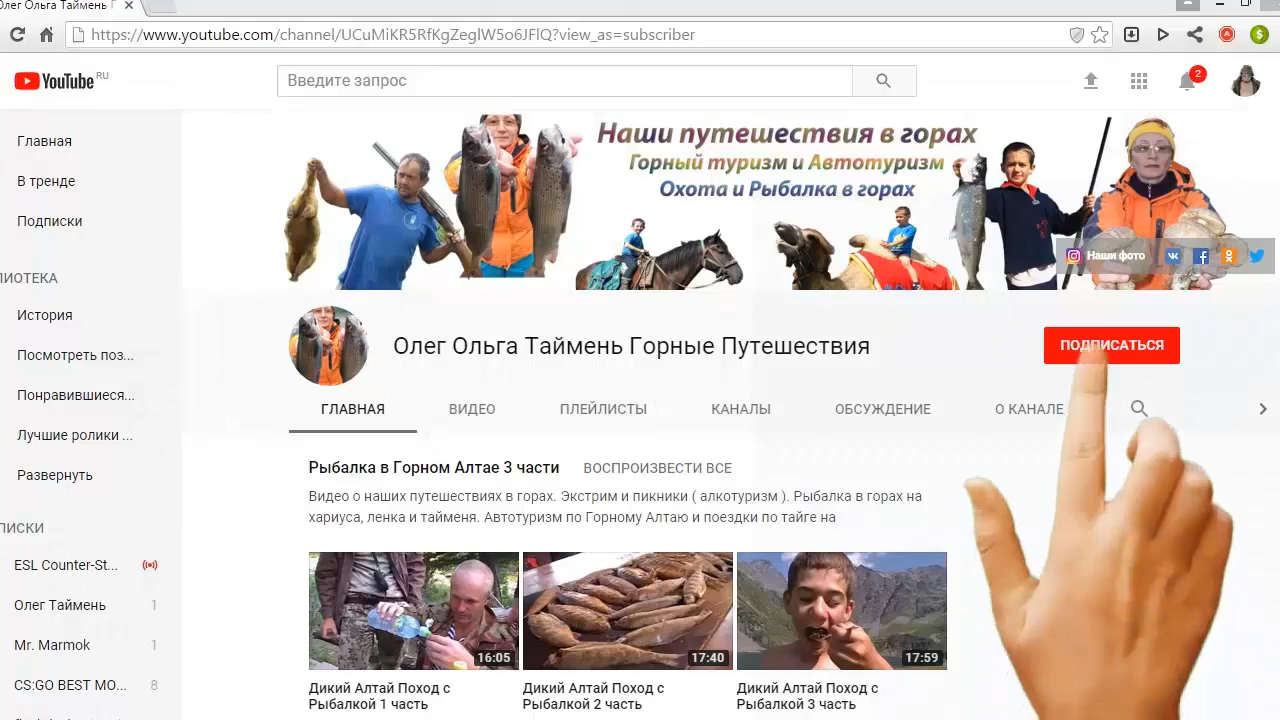 Олег Ольга Таймень Г
https://www.youtube.com/channel/UCuMiKR5RfKgZeglW5o6JFlQ?view_as=subscriber
YouTube RU
Введите запрос
2
Главная
В тренде
Подписки
ЛИОТЕКА
История
Посмотреть поз...
Понравившиеся...
Лучшие ролики ...
Развернуть
ПИСКИ
ESL Counter-St...
Олег Таймень 1
Mr. Marmok 1
CS:GO BEST MO... 8
Наши путешествия в горах
Горный туризм и Автотуризм
Охота и Рыбалка в горах
Наши фото
Олег Ольга Таймень Горные Путешествия
ПОДПИСАТЬСЯ
ГЛАВНАЯ ВИДЕО ПЛЕЙЛИСТЫ КАНАЛЫ ОБСУЖДЕНИЕ О КАНАЛЕ
Рыбалка в Горном Алтае 3 части ВОСПРОИЗВЕСТИ ВСЕ
Видео о наших путешествиях в горах. Экстрим и пикники ( алкотуризм ). Рыбалка в горах на
хариуса, ленка и тайменя. Автотуризм по Горному Алтаю и поездки по тайге на
16:05
17:40
17:59
Дикий Алтай Поход с
Рыбалкой 1 часть
Дикий Алтай Поход с
Рыбалкой 2 часть
Дикий Алтай Поход с
Рыбалкой 3 часть